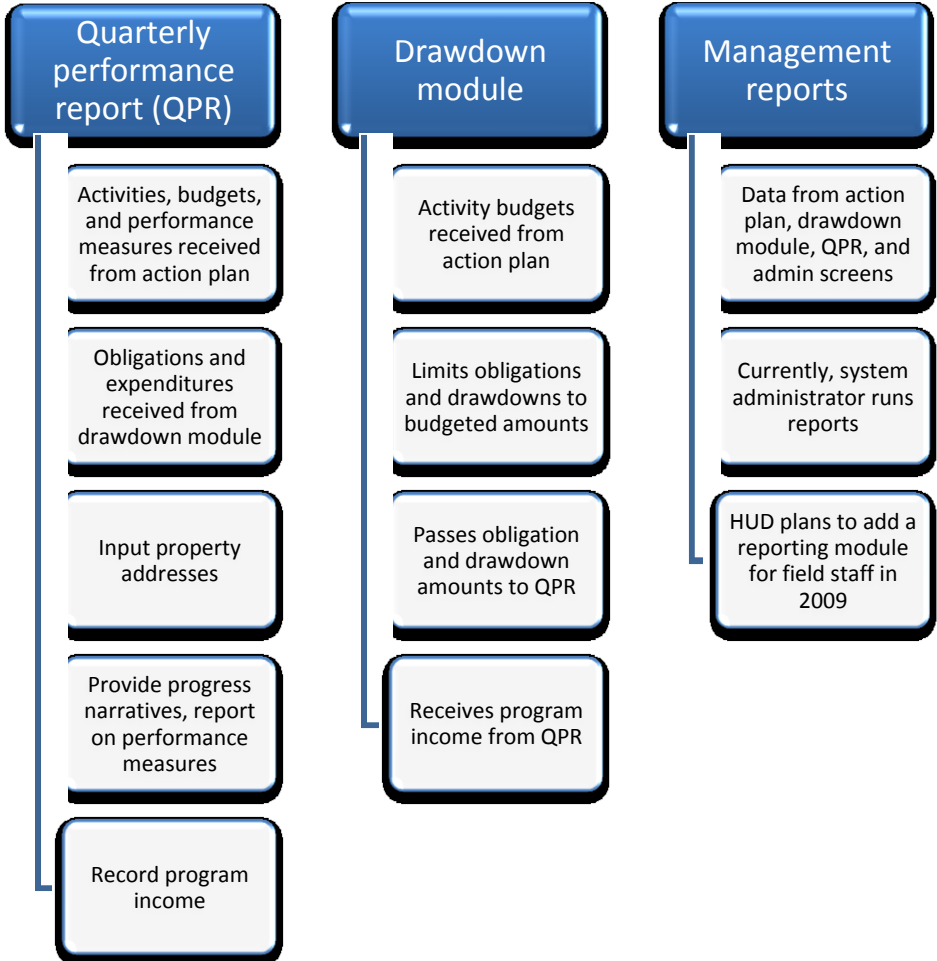 Quarterly
performance
report (QPR)
Activities, budgets,
and performance
measures received
from action plan
Obligations and
expenditures
received from
drawdown module
Input property
addresses
Provide progress
narratives, report
on performance
measures
Record program
income
Drawdown
module
Activity budgets
received from
action plan
Limits obligations
and drawdowns to
budgeted amounts
Passes obligation
and drawdown
amounts to QPR
Receives program
income from QPR
Management
reports
Data from action
plan, drawdown
module, QPR, and
admin screens
Currently, system
administrator runs
reports
HUD plans to add a
reporting module
for field staff in
2009